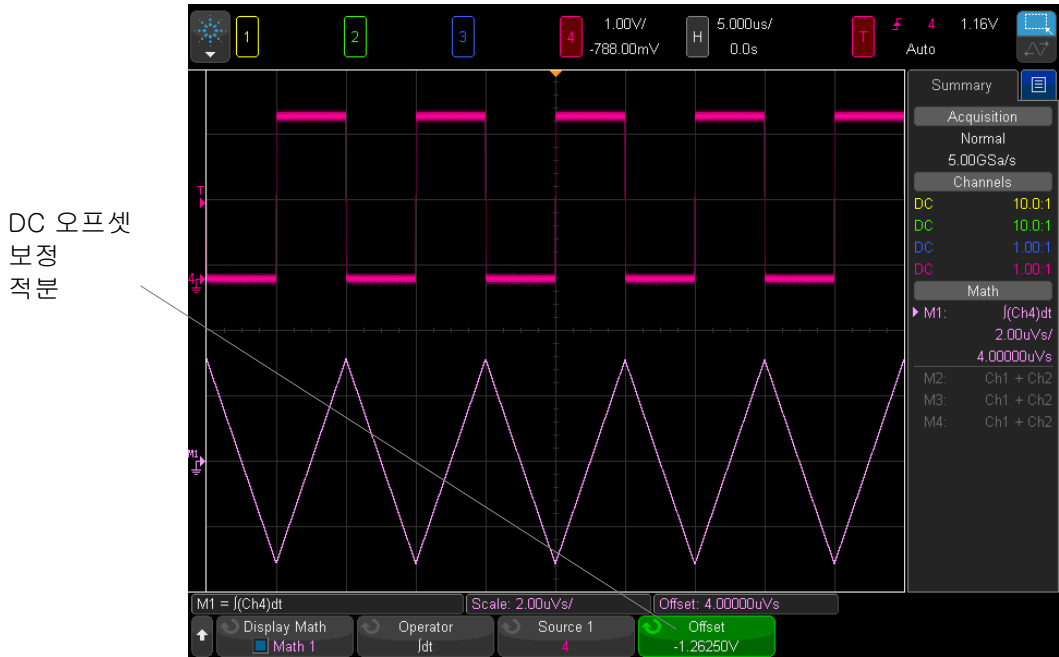 1
2
3
4
1.00V/
-788.00mV
H
5.000us/
0.0s
T
4
1.16V
Auto
Summary
Acquisition
Normal
5.00GSa/s
Channels
DC 10.0:1
DC 10.0:1
DC 1.00:1
DC 1.00:1
Math
M1: ∫(Ch4)dt
2.00uVs/
4.00000uVs
M2: Ch1 + Ch2
M3: Ch1 + Ch2
M4: Ch1 + Ch2
T
4
M1
DC 오프셋
보정
적분
M1 = ∫(Ch4)dt
Scale: 2.00uVs/
Offset: 4.00000uVs
Display Math
Math 1
Operator
∫dt
Source 1
4
Offset
-1.26250V